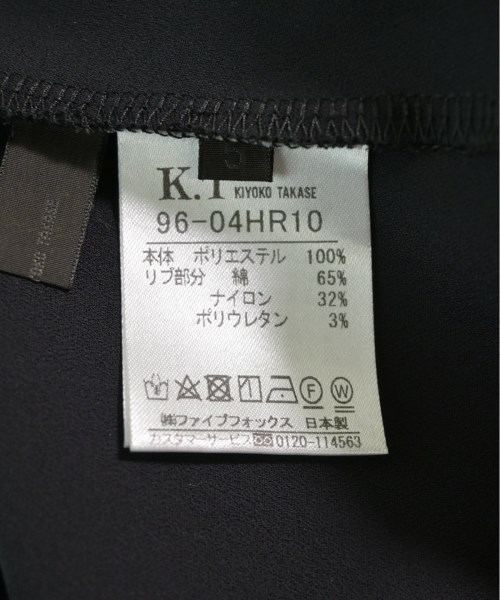 K.T KIYOKO TAKASE
96-04HR10
本体 ポリエステル 100%
リブ部分 綿 65%
ナイロン 32%
ポリウレタン 3%
F W
㈱ファイブフォックス 日本製
カスタマーサービス 0120-114563
KIYOKO TAKASE